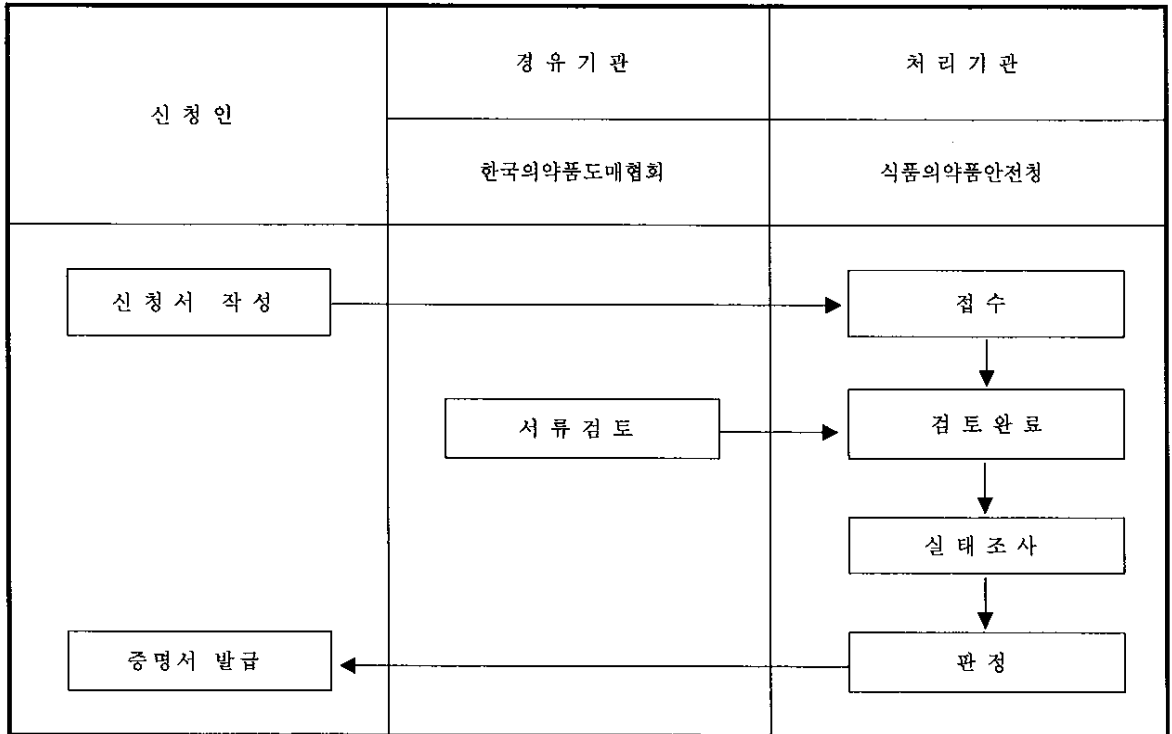 신청인
경유기관
처리기관
한국의약품도매협회
식품의약품안전청
신청서 작성
접수
서류검토
검토완료
실태조사
증명서 발급
판정